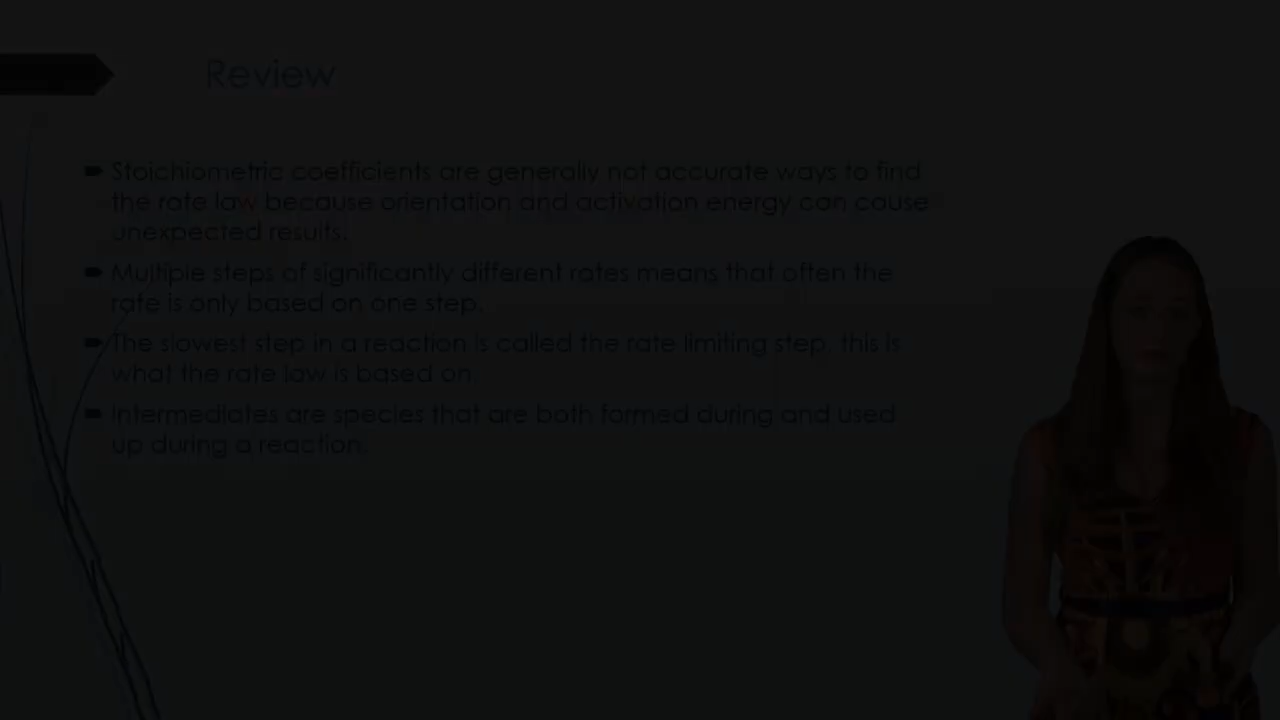 Review
Stoichiometric coefficients are generally not accurate ways to find
the rate law because orientation and activation energy can cause
unexpected results.
Multiple steps of significantly different rates means that often the
rate is only based on one step.
The slowest step in a reaction is called the rate limiting step, this is
what the rate law is based on.
Intermediates are species that are both formed during and used
up during a reaction.